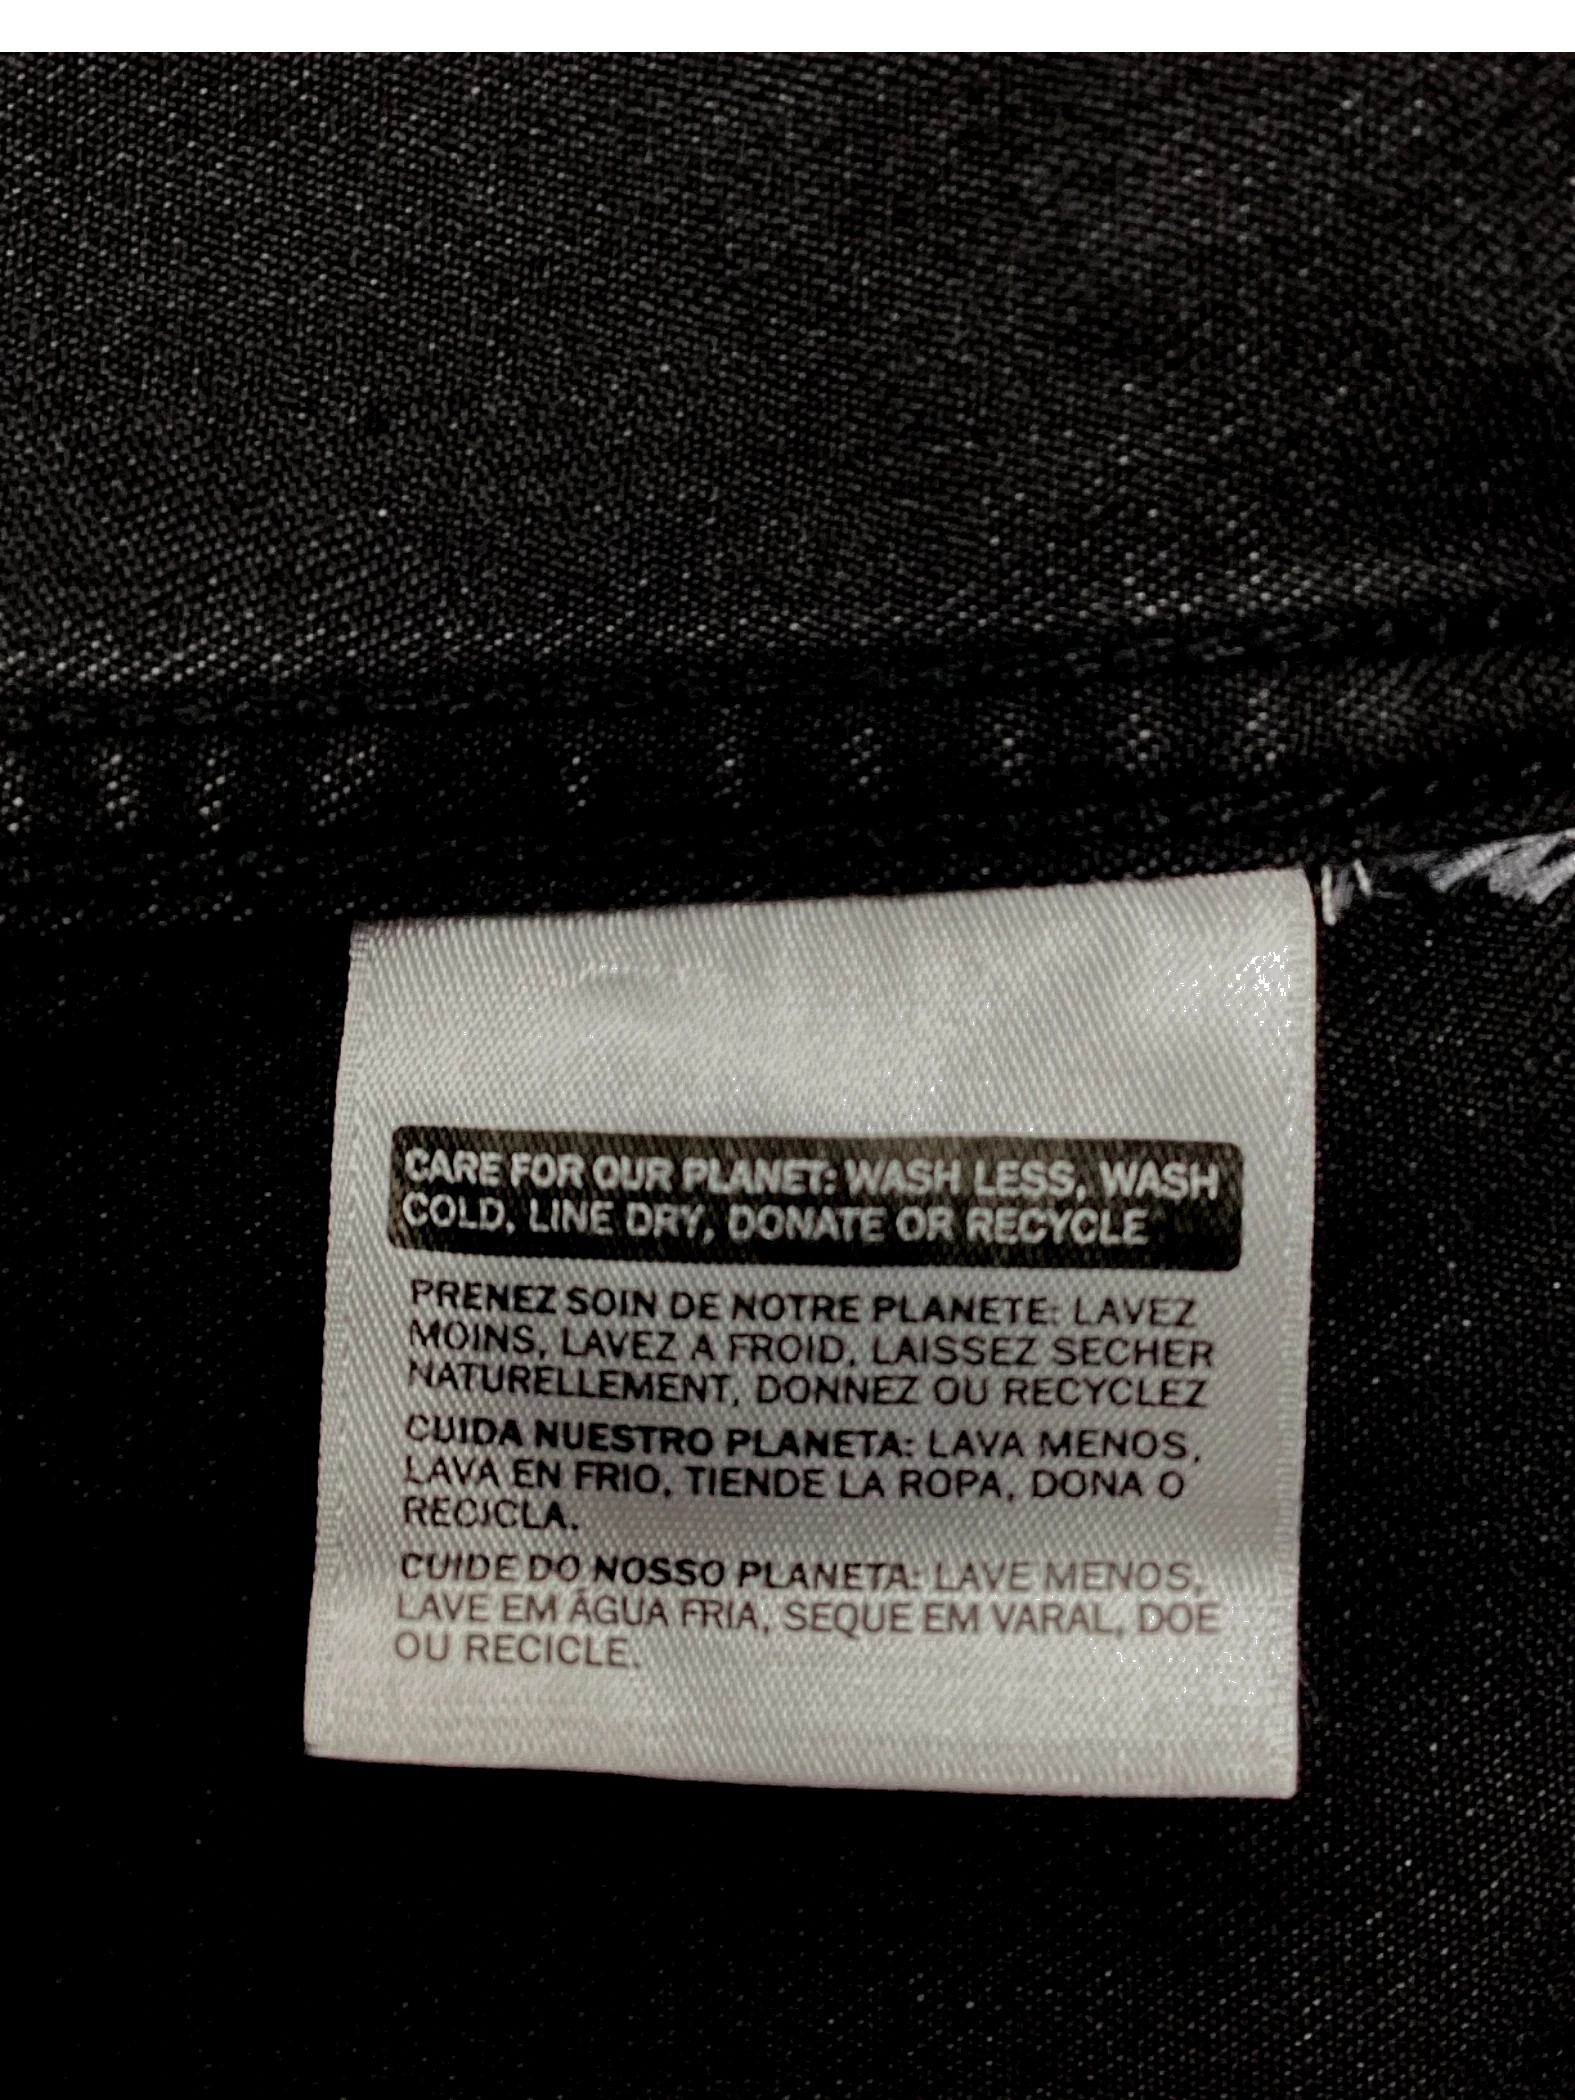 CARE FOR OUR PLANET: WASH LESS, WASH
COLD, LINE DRY, DONATE OR RECYCLE
PRENEZ SOIN DE NOTRE PLANETE: LAVEZ
MOINS, LAVEZ A FROID, LAISSEZ SECHER
NATURELLEMENT, DONNEZ OU RECYCLEZ
CUIDA NUESTRO PLANETA: LAVA MENOS,
LAVA EN FRIO, TIENDE LA ROPA, DONA O
RECICLA.
CUIDE DO NOSSO PLANETA: LAVE MENOS,
LAVE EM ÁGUA FRIA, SEQUE EM VARAL, DOE
OU RECICLE.